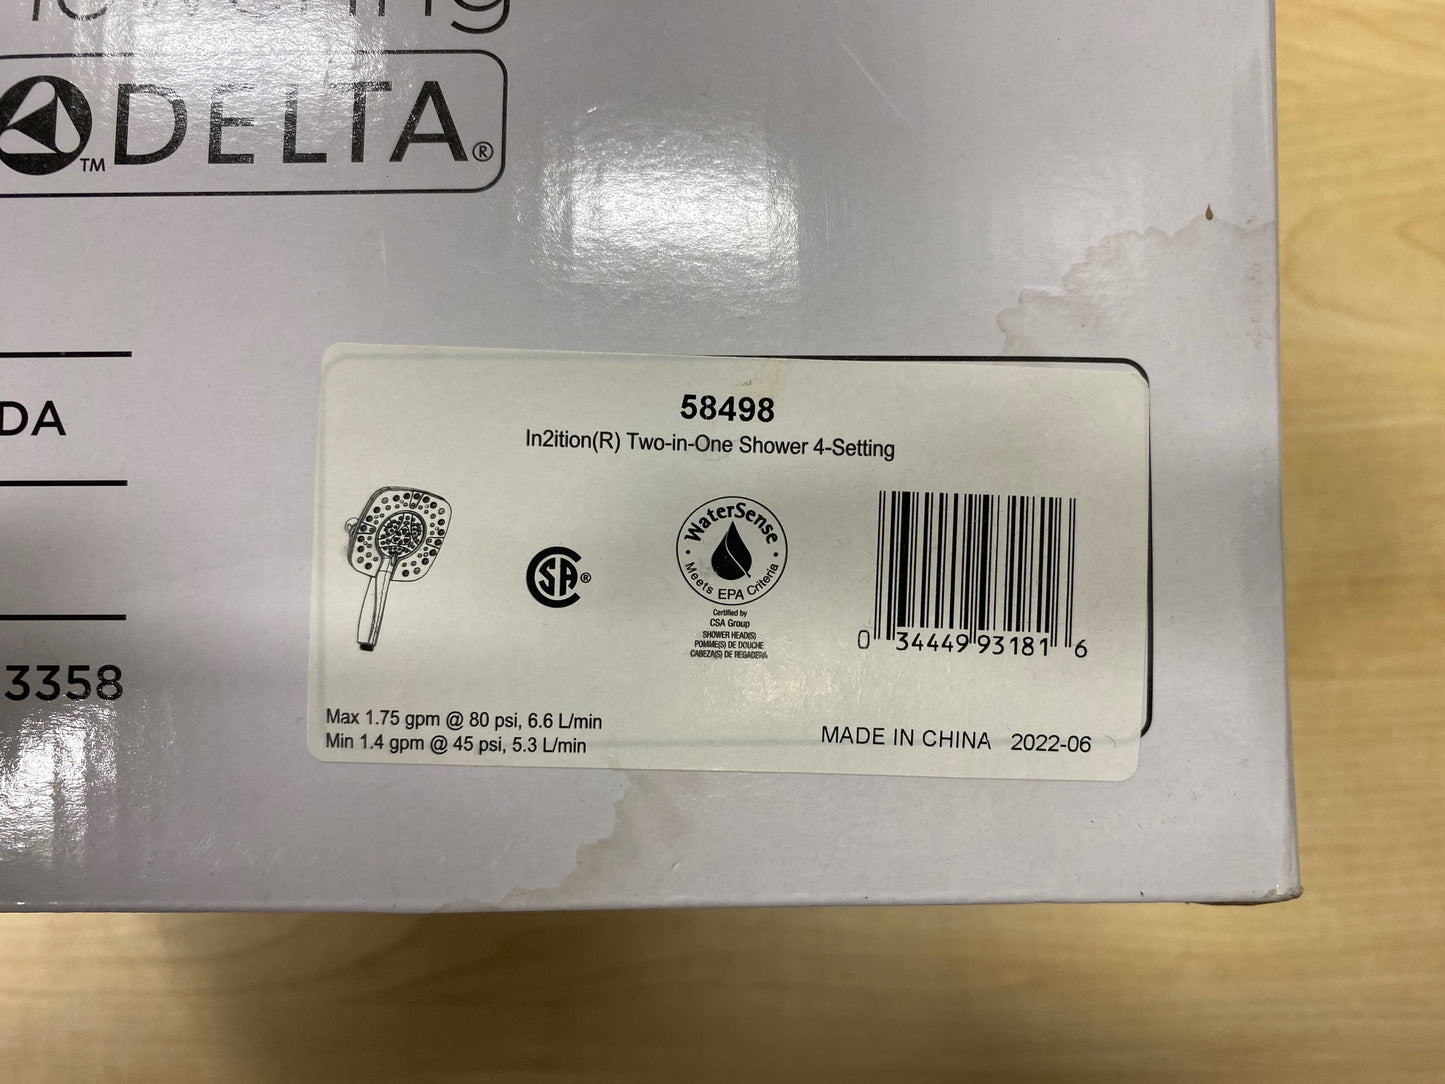 ™ DELTA®
DA
3358
58498
In2ition(R) Two-in-One Shower 4-Setting
CSA®
WaterSense
Meets EPA Criteria
Certified by
CSA Group
SHOWER HEAD(S)
POMME(S) DE DOUCHE
CABEZA(S) DE REGADERA
0 34449 93181 6
Max 1.75 gpm @ 80 psi, 6.6 L/min
Min 1.4 gpm @ 45 psi, 5.3 L/min
MADE IN CHINA 2022-06